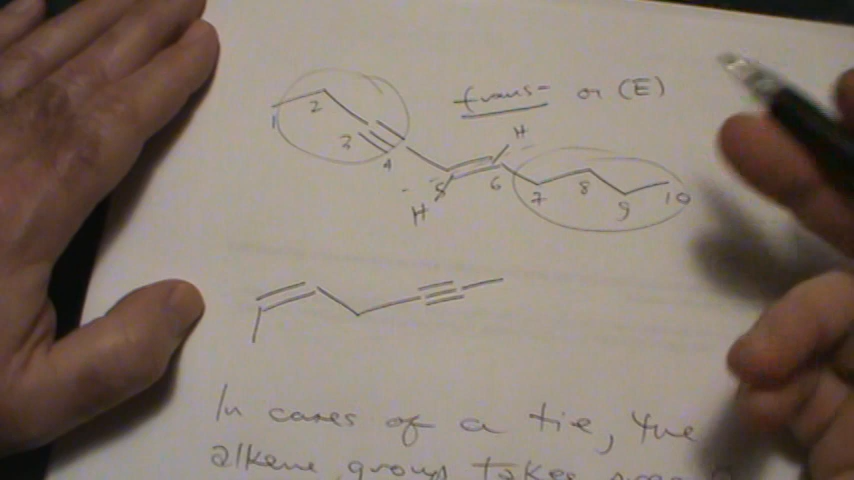 trans- or (E)
1 2 3 4 5 6 7 8 9 10
H
H
In cases of a tie, the
alkene group takes